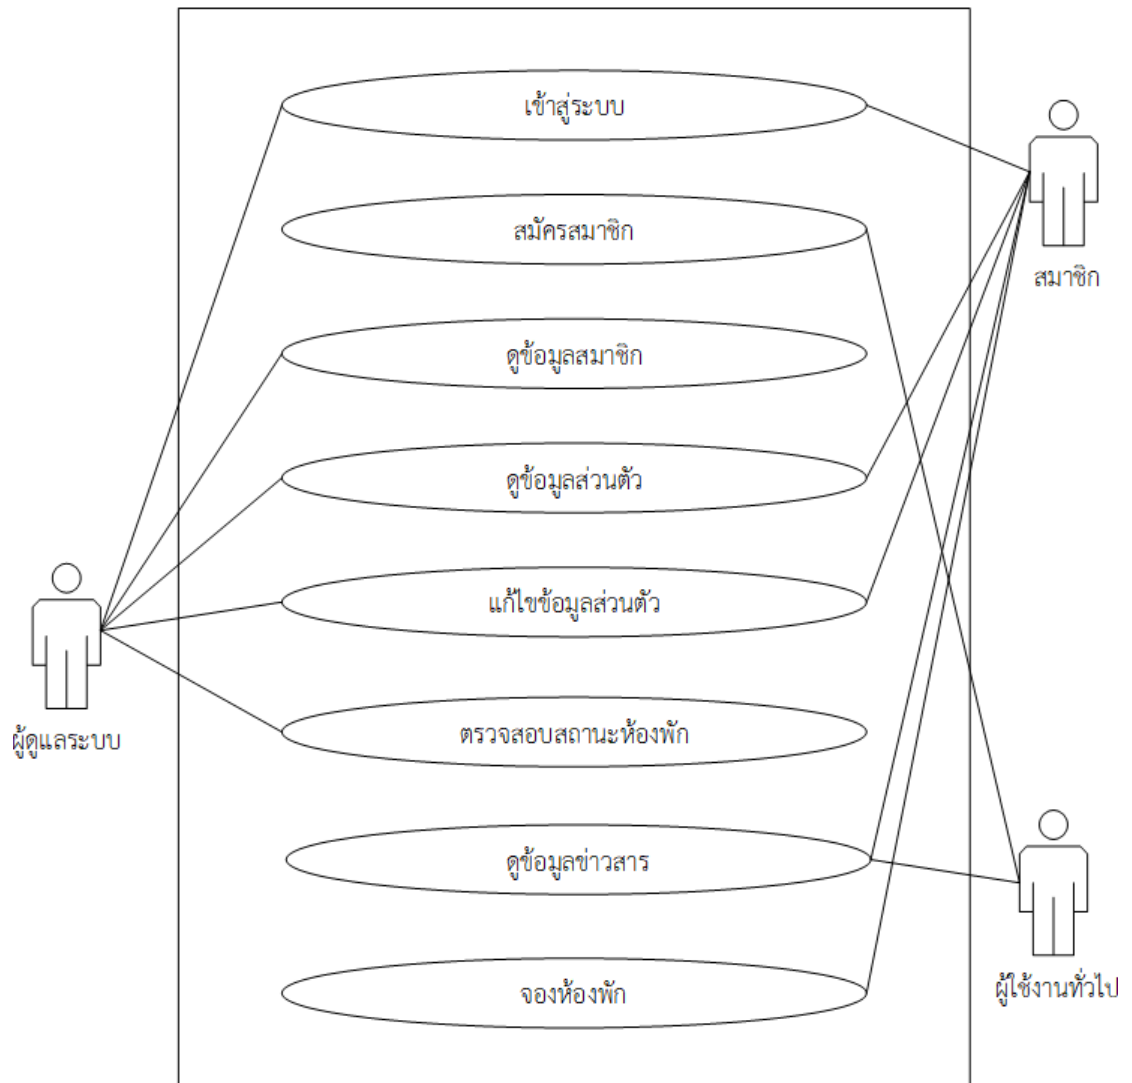 เข้าสู่ระบบ
สมัครสมาชิก
สมาชิก
ดูข้อมูลสมาชิก
ดูข้อมูลส่วนตัว
แก้ไขข้อมูลส่วนตัว
ตรวจสอบสถานะห้องพัก
ผู้ดูแลระบบ
ดูข้อมูลข่าวสาร
จองห้องพัก
ผู้ใช้งานทั่วไป